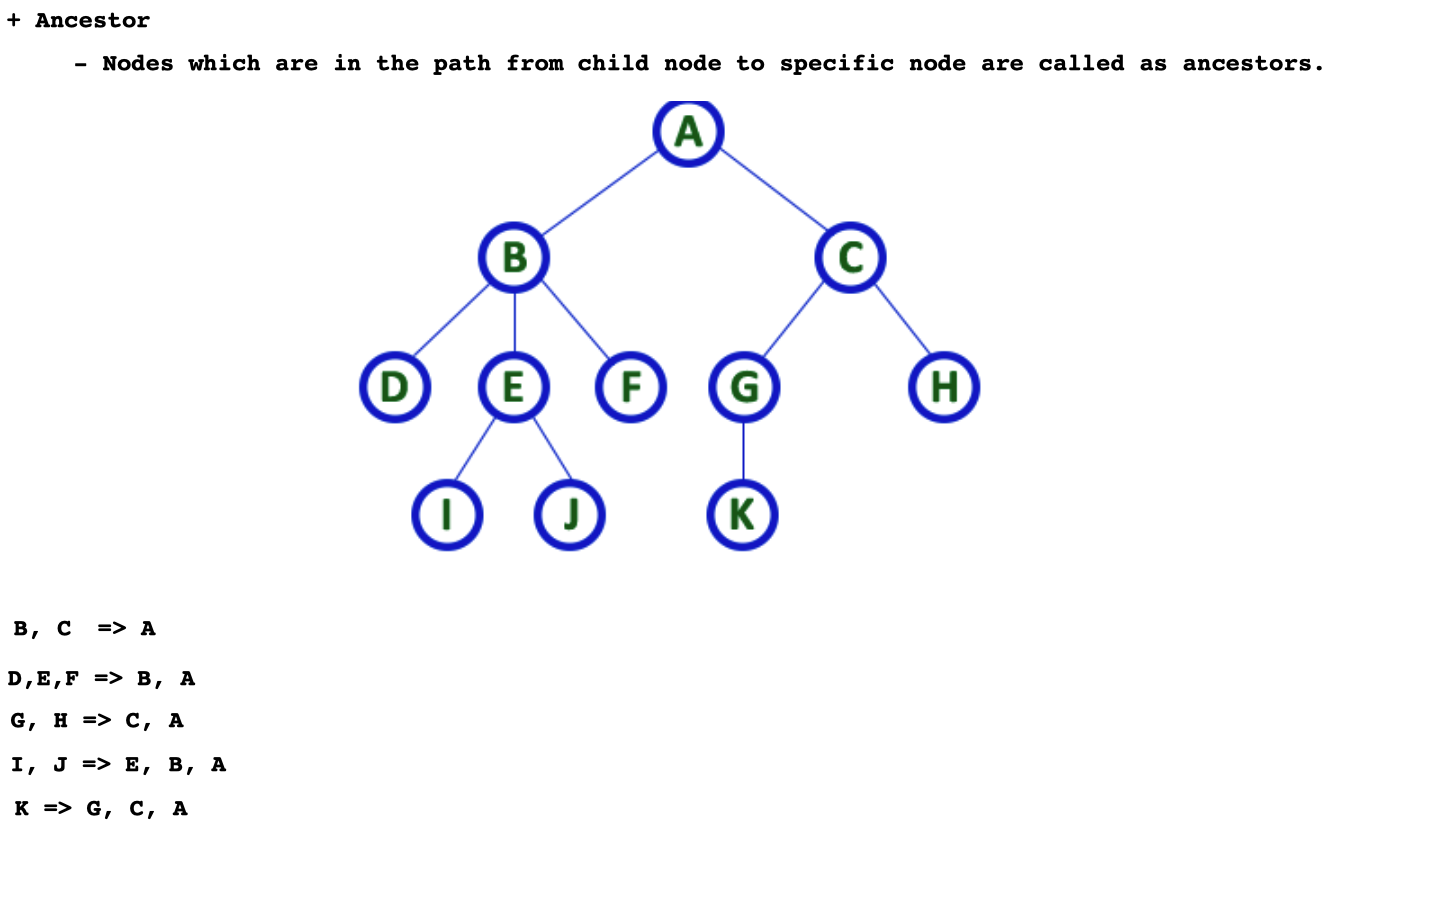 + Ancestor
- Nodes which are in the path from child node to specific node are called as ancestors.
A
B C
D E F G H
I J K
B, C => A
D,E,F => B, A
G, H => C, A
I, J => E, B, A
K => G, C, A